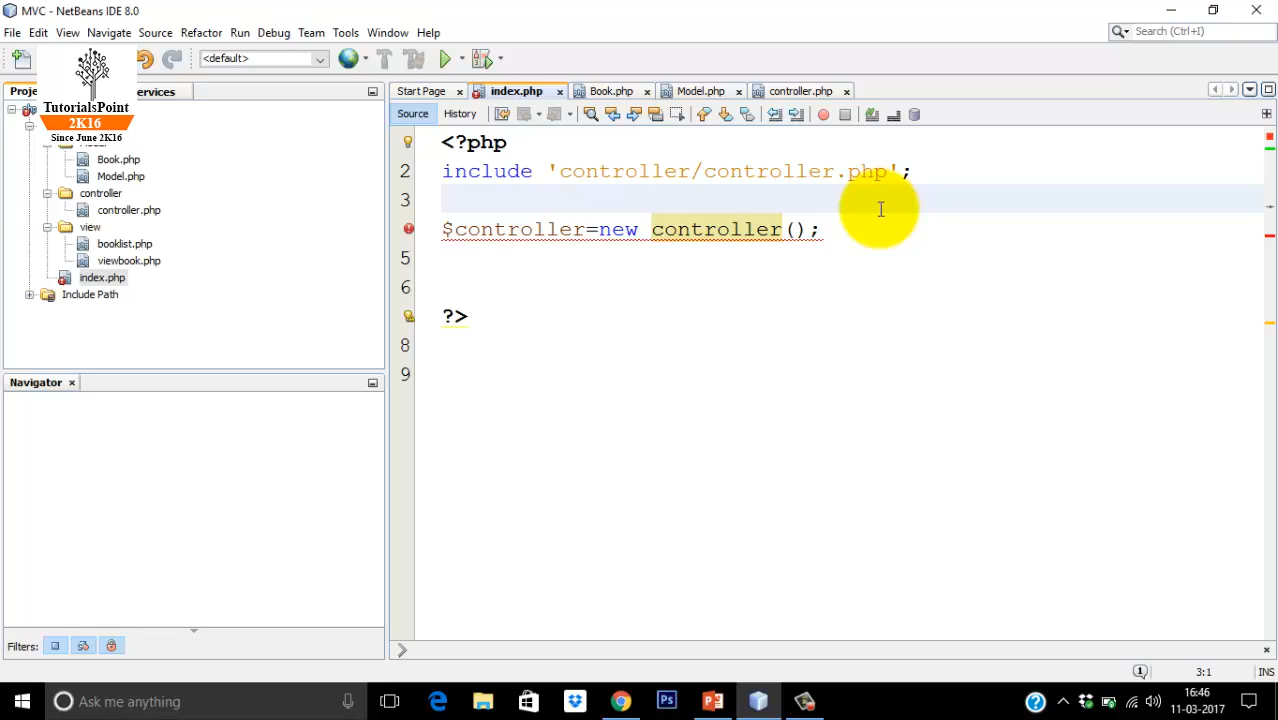 MVC - NetBeans IDE 8.0
File Edit View Navigate Source Refactor Run Debug Team Tools Window Help
Search (Ctrl+I)
<default>
TutorialsPoint
2K16
Since June 2K16
Proje
ervices
Book.php
Model.php
controller
controller.php
view
booklist.php
viewbook.php
index.php
Include Path
Navigator
Filters:
Start Page index.php Book.php Model.php controller.php
Source History
<?php
2 include 'controller/controller.php';
3
$controller=new controller();
5
6
?>
8
9
1 3:1 INS
Ask me anything
Ps
16:46
11-03-2017